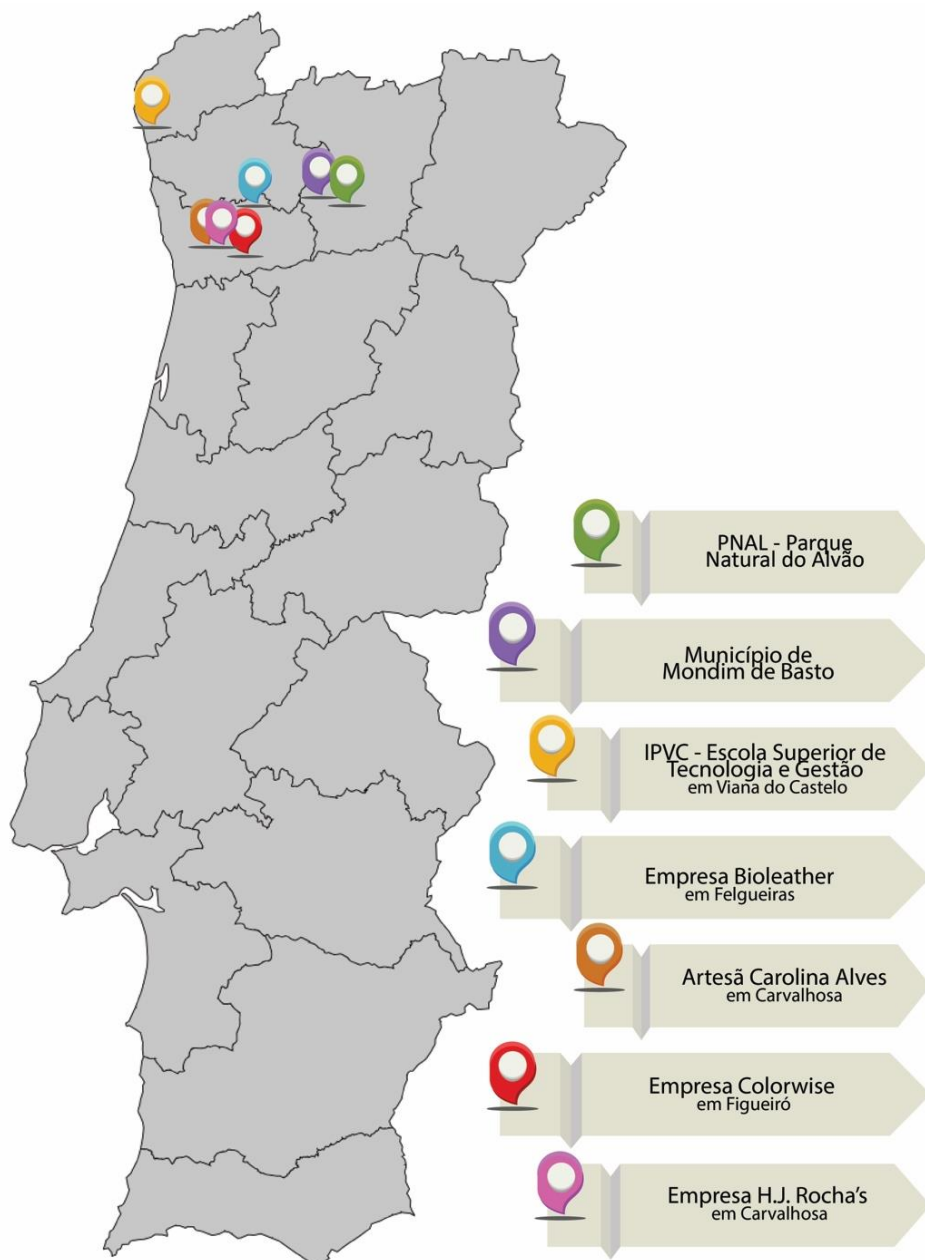 PNAL - Parque
Natural do Alvão
Município de
Mondim de Basto
IPVC - Escola Superior de
Tecnologia e Gestão
em Viana do Castelo
Empresa Bioleather
em Felgueiras
Artesã Carolina Alves
em Carvalhosa
Empresa Colorwise
em Figueiró
Empresa H.J. Rocha's
em Carvalhosa